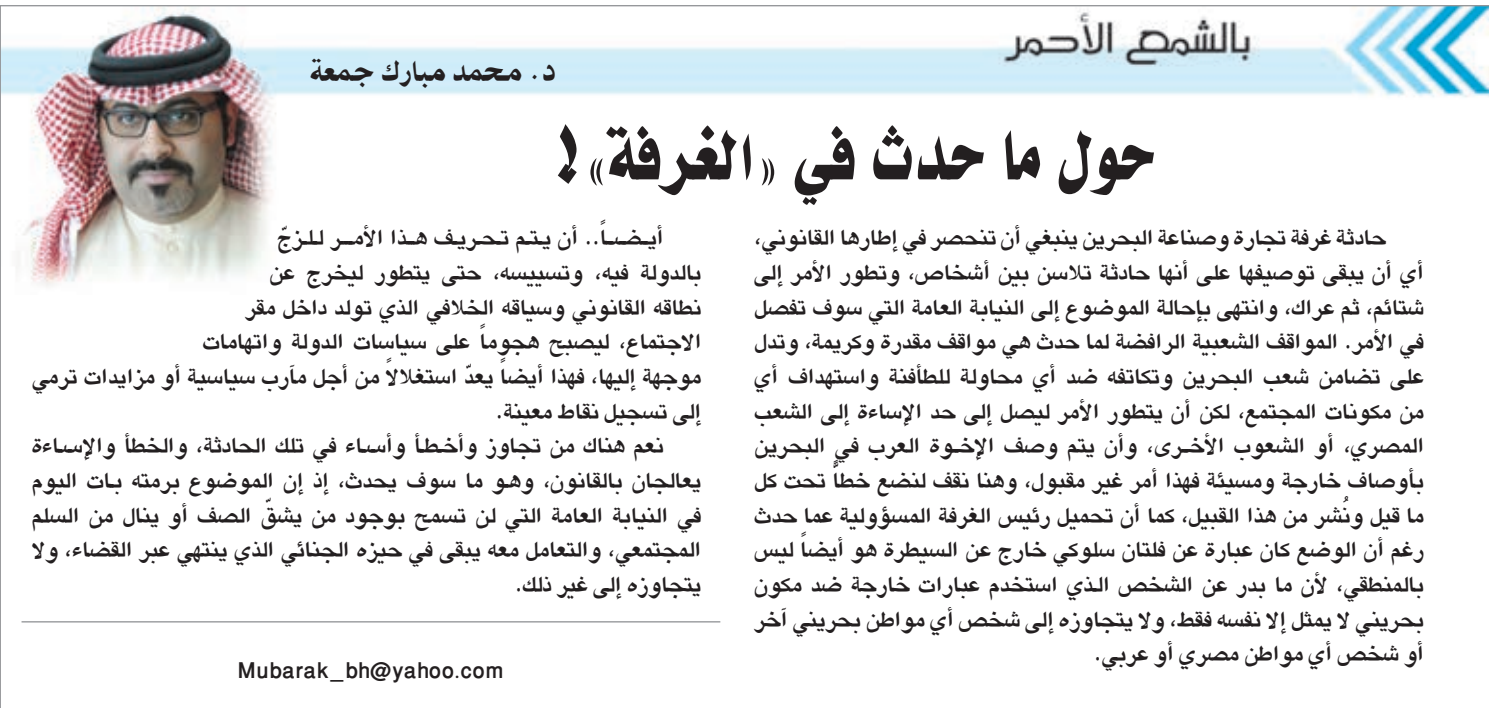 بالشمع الأحمر
د. محمد مبارك جمعة
حول ما حدث في «الغرفة»!
حادثة غرفة تجارة وصناعة البحرين ينبغي أن تنحصر في إطارها القانوني،
أي أن يبقى توصيفها على أنها حادثة تلاسن بين أشخاص، وتطور الأمر إلى
شتائم، ثم عراك، وانتهى بإحالة الموضوع إلى النيابة العامة التي سوف تفصل
في الأمر. المواقف الشعبية الرافضة لما حدث هي مواقف مقدرة وكريمة، وتدل
على تضامن شعب البحرين وتكاتفه ضد أي محاولة للطأفنة واستهداف أي
من مكونات المجتمع، لكن أن يتطور الأمر ليصل إلى حد الإساءة إلى الشعب
المصري، أو الشعوب الأخرى، وأن يتم وصف الإخوة العرب في البحرين
بأوصاف خارجة ومسيئة فهذا أمر غير مقبول، وهنا نقف لنضع خطاً تحت كل
ما قيل ونُشر من هذا القبيل، كما أن تحميل رئيس الغرفة المسؤولية عما حدث
رغم أن الوضع كان عبارة عن فلتان سلوكي خارج عن السيطرة هو أيضاً ليس
بالمنطقي، لأن ما بدر عن الشخص الذي استخدم عبارات خارجة ضد مكون
بحريني لا يمثل إلا نفسه فقط، ولا يتجاوزه إلى شخص أي مواطن بحريني آخر
أو شخص أي مواطن مصري أو عربي.
أيضاً.. أن يتم تحريف هذا الأمر للزجّ
بالدولة فيه، وتسييسه، حتى يتطور ليخرج عن
نطاقه القانوني وسياقه الخلافي الذي تولد داخل مقر
الاجتماع، ليصبح هجوماً على سياسات الدولة واتهامات
موجهة إليها، فهذا أيضاً يعدّ استغلالاً من أجل مآرب سياسية أو مزايدات ترمي
إلى تسجيل نقاط معينة.
نعم هناك من تجاوز وأخطأ وأساء في تلك الحادثة، والخطأ والإساءة
يعالجان بالقانون، وهو ما سوف يحدث، إذ إن الموضوع برمته بات اليوم
في النيابة العامة التي لن تسمح بوجود من يشقّ الصف أو ينال من السلم
المجتمعي، والتعامل معه يبقى في حيزه الجنائي الذي ينتهي عبر القضاء، ولا
يتجاوزه إلى غير ذلك.
Mubarak_bh@yahoo.com